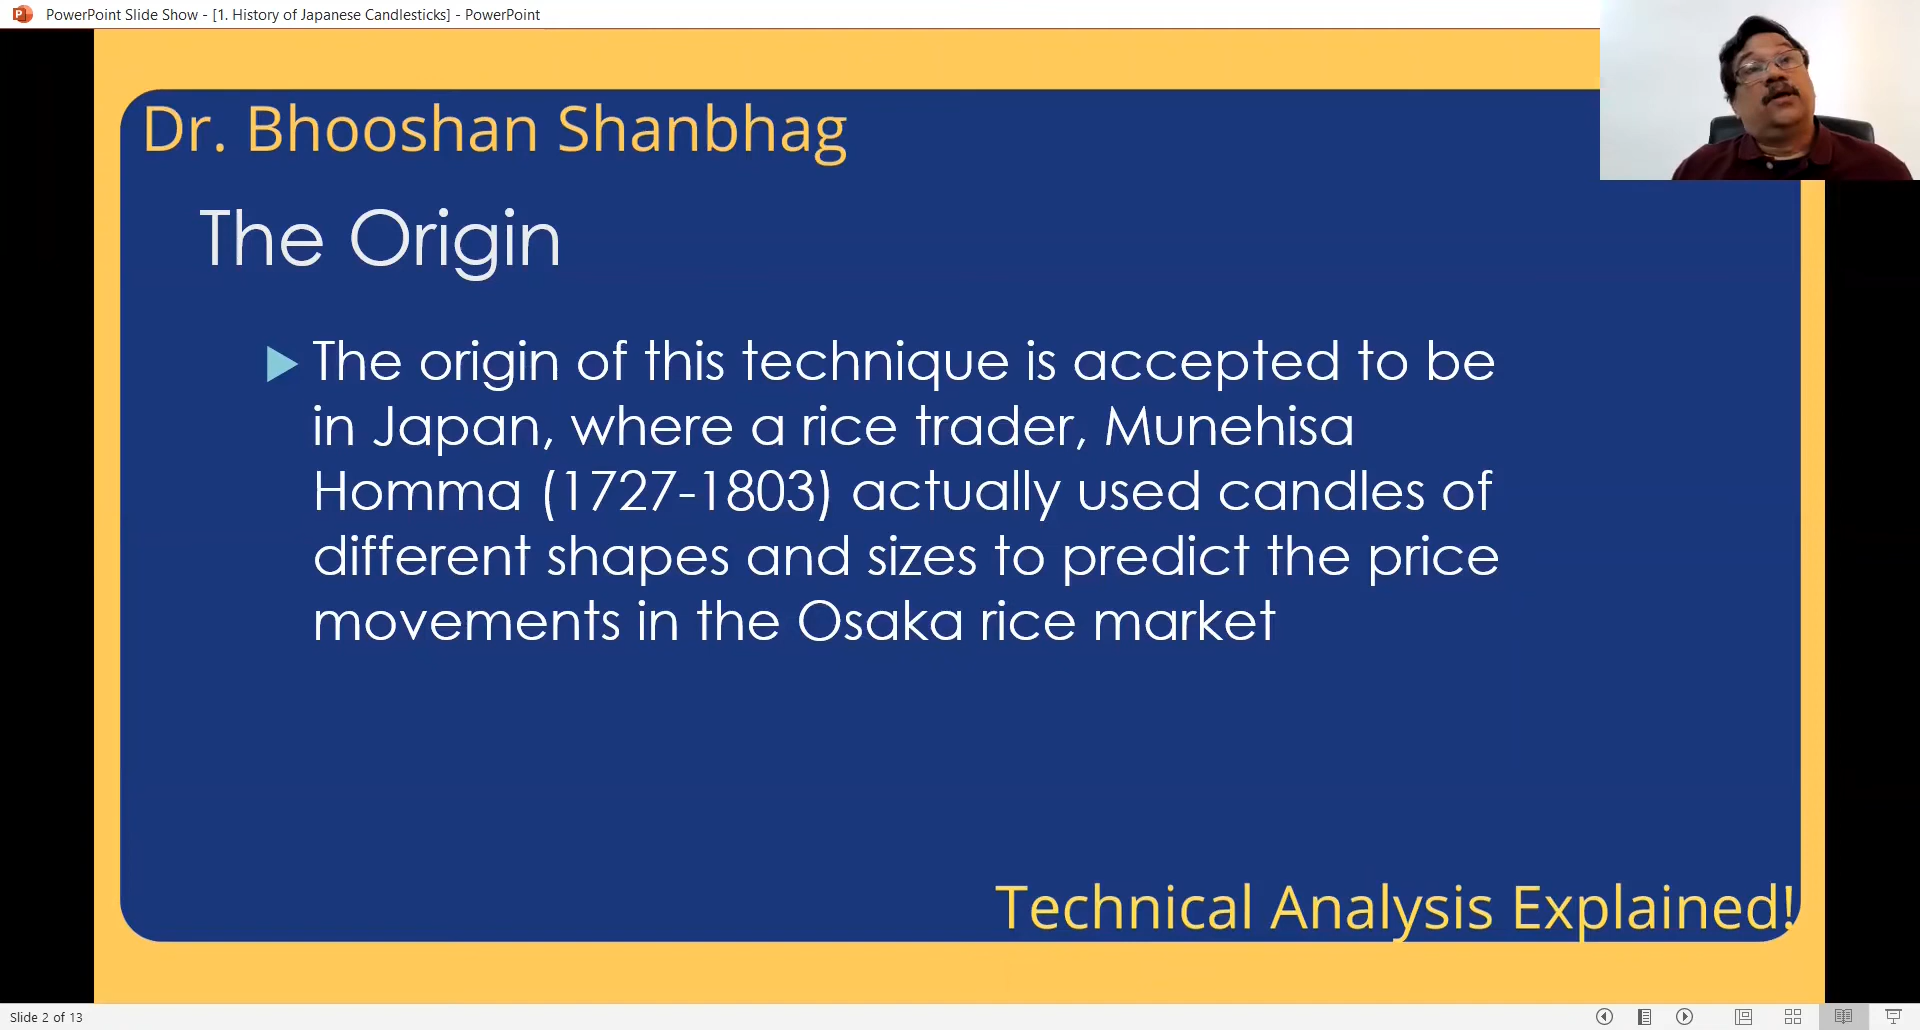 PowerPoint Slide Show - [1. History of Japanese Candlesticks] - PowerPoint
Dr. Bhooshan Shanbhag
The Origin
The origin of this technique is accepted to be
in Japan, where a rice trader, Munehisa
Homma (1727-1803) actually used candles of
different shapes and sizes to predict the price
movements in the Osaka rice market
Technical Analysis Explained!
Slide 2 of 13